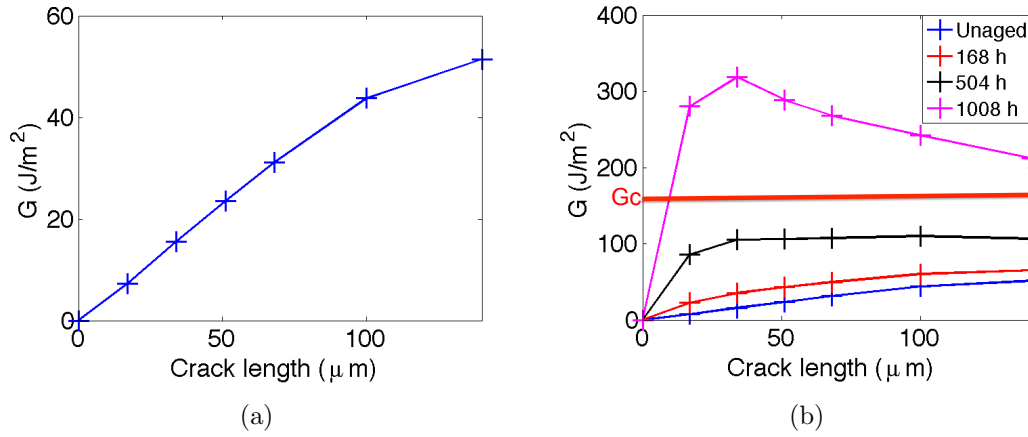 60
40
20
0
0 50 100
G (J/m²)
Crack length (μ m)
(a)
400
300
200
100
0
0 50 100
G (J/m²)
Gc
Crack length (μ m)
Unaged
168 h
504 h
1008 h
(b)